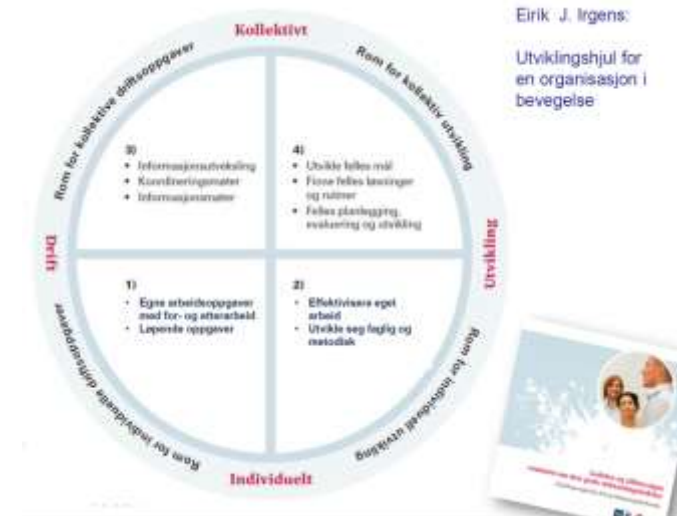 Eirik J. Irgens:
Utviklingshjul for
en organisasjon i
bevegelse
Kollektivt
Rom for kollektive driftsoppgaver
Rom for kollektiv utvikling
3)
• Informasjonsutveksling
• Koordineringsmøter
• Informasjonsmøter
4)
• Utvikle felles mål
• Finne felles løsninger
og rutiner
• Felles planlegging,
evaluering og utvikling
Drift
Utvikling
1)
• Egne arbeidsoppgaver
med for- og etterarbeid
• Løpende oppgaver
2)
• Effektivisere eget
arbeid
• Utvikle seg faglig og
metodisk
Rom for individuelle driftsoppgaver
Rom for individuell utvikling
Individuelt